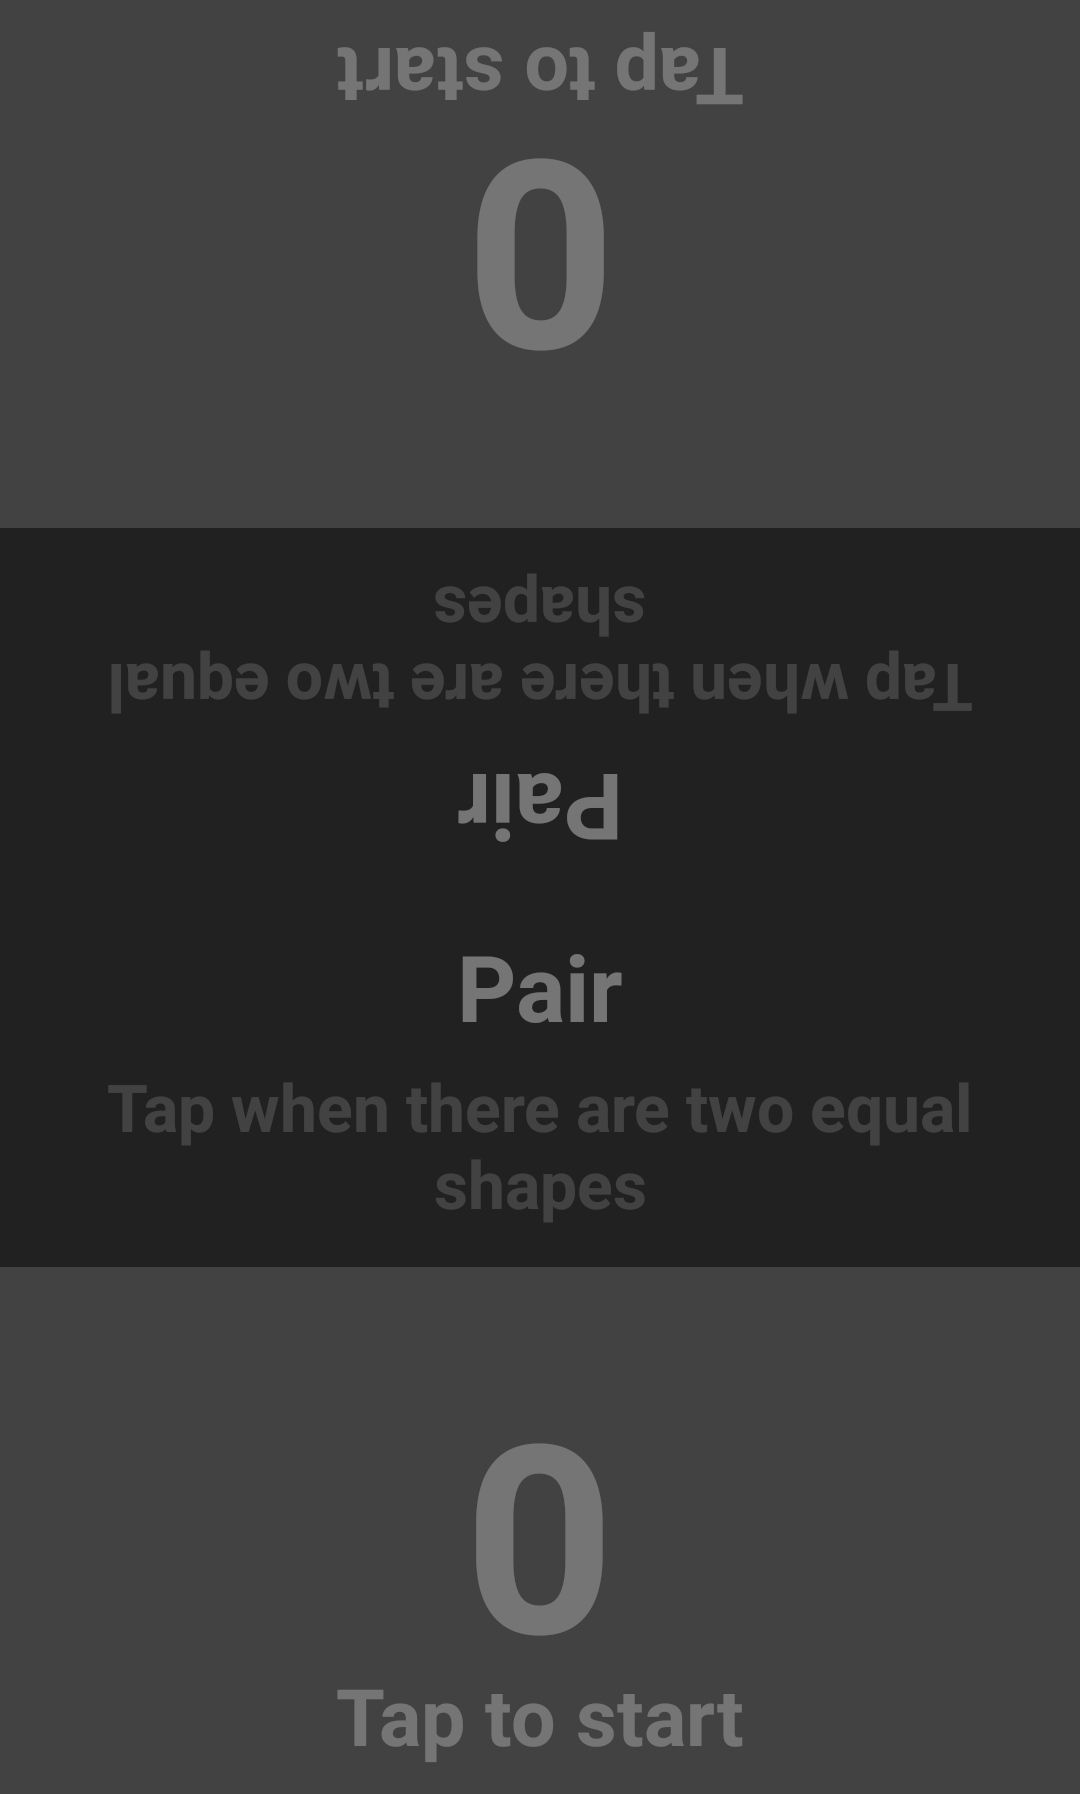 Tap to start
0
Tap when there are two equal
shapes
Pair
Pair
Tap when there are two equal
shapes
0
Tap to start